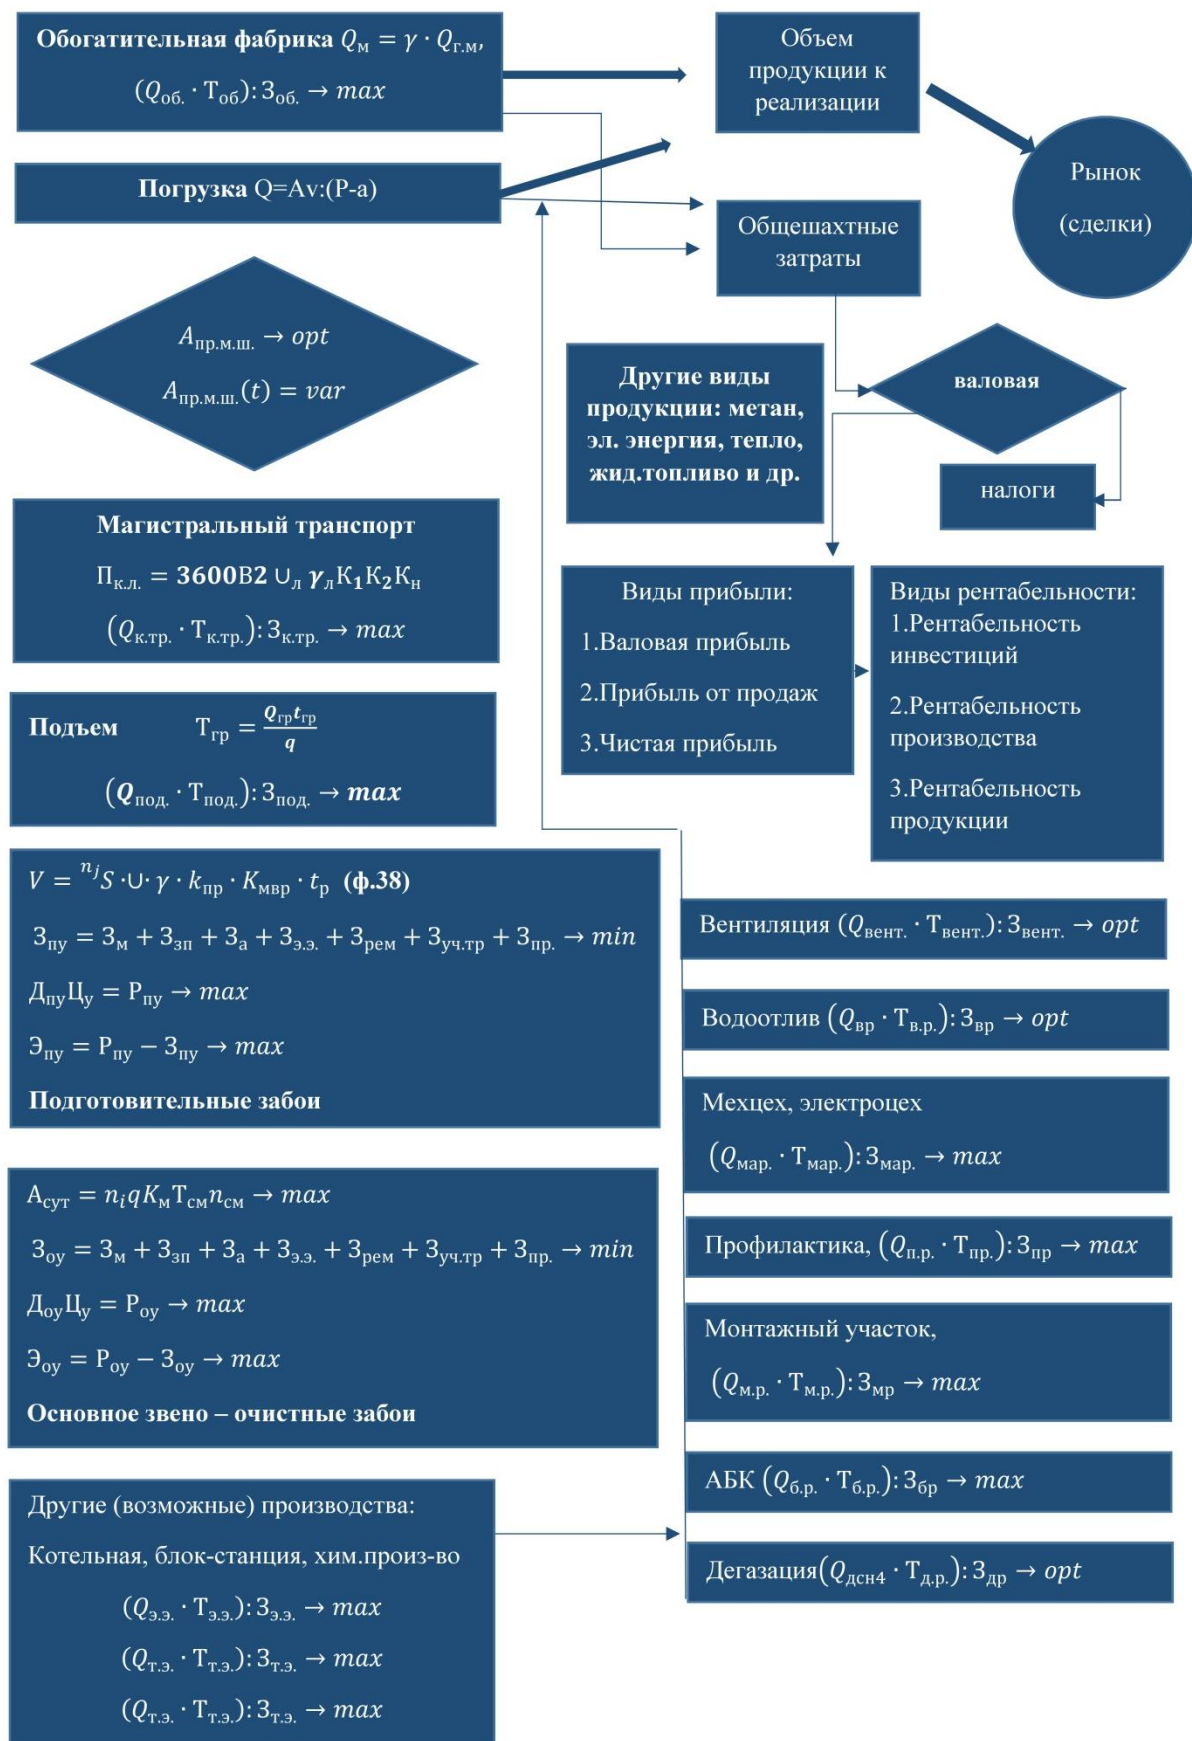 Обогатительная фабрика Qм = γ · Qг.м,
(Qоб. · Tоб): Зоб. → max
Погрузка Q=Av:(P-a)
Aпр.м.ш. → opt
Aпр.м.ш.(t) = var
Магистральный транспорт
Пк.л. = 3600B2 ∪л γлК1К2Кн
(Qк.тр. · Тк.тр.): Зк.тр. → max
Подъем Тгр = Qгрtгр/q
(Qпод. · Тпод.): Зпод. → max
V = ⁿʲS ·∪· γ · kпр · Kмвр · tр (ф.38)
Зпу = Зм + Ззп + За + Зэ.э. + Зрем + Зуч.тр + Зпр. → min
ДпуЦу = Рпу → max
Эпу = Рпу − Зпу → max
Подготовительные забои
Асут = niqKмТсмnсм → max
Зоу = Зм + Ззп + За + Зэ.э. + Зрем + Зуч.тр + Зпр. → min
ДоуЦу = Роу → max
Эоу = Роу − Зоу → max
Основное звено – очистные забои
Другие (возможные) производства:
Котельная, блок-станция, хим.произ-во
(Qэ.э. · Тэ.э.): Зэ.э. → max
(Qт.э. · Тт.э.): Зт.э. → max
(Qт.э. · Тт.э.): Зт.э. → max
Объем
продукции к
реализации
Рынок
(сделки)
Общешахтные
затраты
Другие виды
продукции: метан,
эл. энергия, тепло,
жид.топливо и др.
валовая
налоги
Виды прибыли:
1.Валовая прибыль
2.Прибыль от продаж
3.Чистая прибыль
Виды рентабельности:
1.Рентабельность
инвестиций
2.Рентабельность
производства
3.Рентабельность
продукции
Вентиляция (Qвент. · Твент.): Звент. → opt
Водоотлив (Qвр · Тв.р.): Звр → opt
Мехцех, электроцех
(Qмар. · Тмар.): Змар. → max
Профилактика, (Qп.р. · Тпр.): Зпр → max
Монтажный участок,
(Qм.р. · Тм.р.): Змр → max
АБК (Qб.р. · Тб.р.): Збр → max
Дегазация(Qдсн4 · Тд.р.): Здр → opt